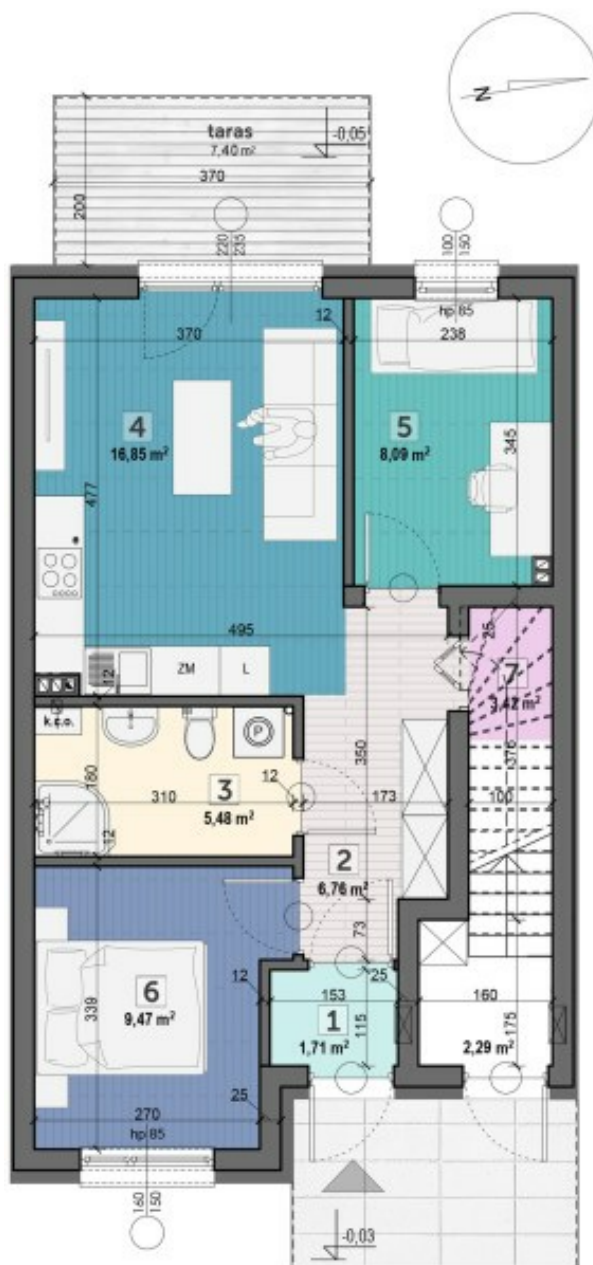 N
taras
7,40 m²
-0,05
370
200
220
235
100
150
hp 85
370
12
238
4
16,85 m²
5
8,09 m²
345
477
495
25
ZM
L
12
7
3,42 m²
376
k.c.o.
P
350
180
3
310
12
5,48 m²
173
100
12
2
6,76 m²
73
12
25
6
9,47 m²
339
153
1
1,71 m²
115
160
2,29 m²
175
270
25
hp 85
160
150
-0,03